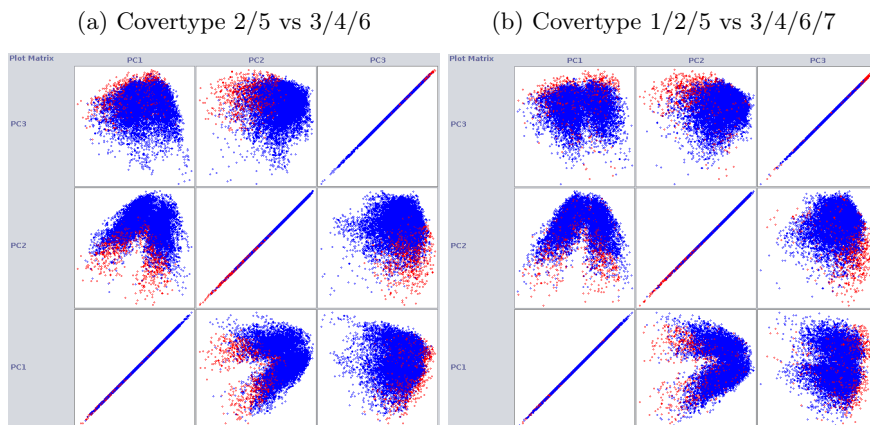 (a) Covertype 2/5 vs 3/4/6
(b) Covertype 1/2/5 vs 3/4/6/7
Plot Matrix PC1 PC2 PC3
PC3
PC2
PC1
Plot Matrix PC1 PC2 PC3
PC3
PC2
PC1